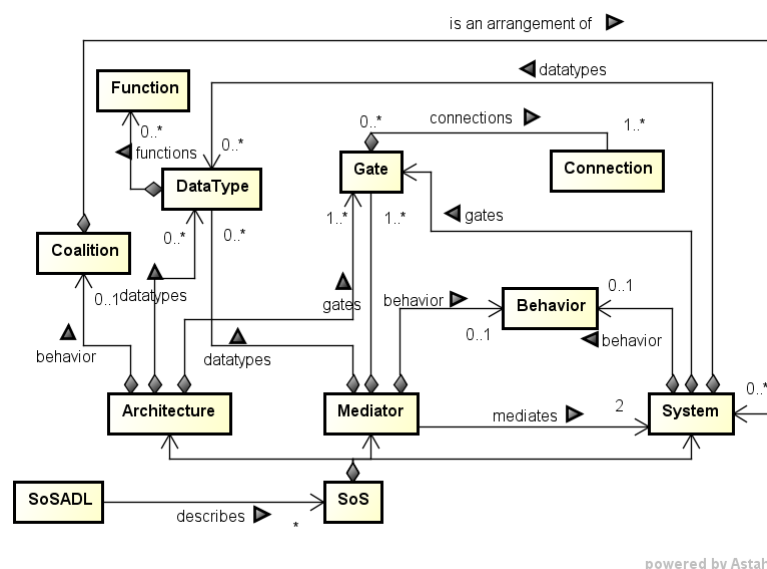 is an arrangement of
Function
datatypes
0..*
connections
1..*
0..*
functions
0..*
DataType
Gate
Connection
0..*
0..*
1..*
1..*
gates
Coalition
0..1
datatypes
gates
behavior
Behavior
0..1
0..1
behavior
behavior
datatypes
Architecture
Mediator
mediates
2
System
0..*
SoSADL
describes
*
SoS
powered by Astah